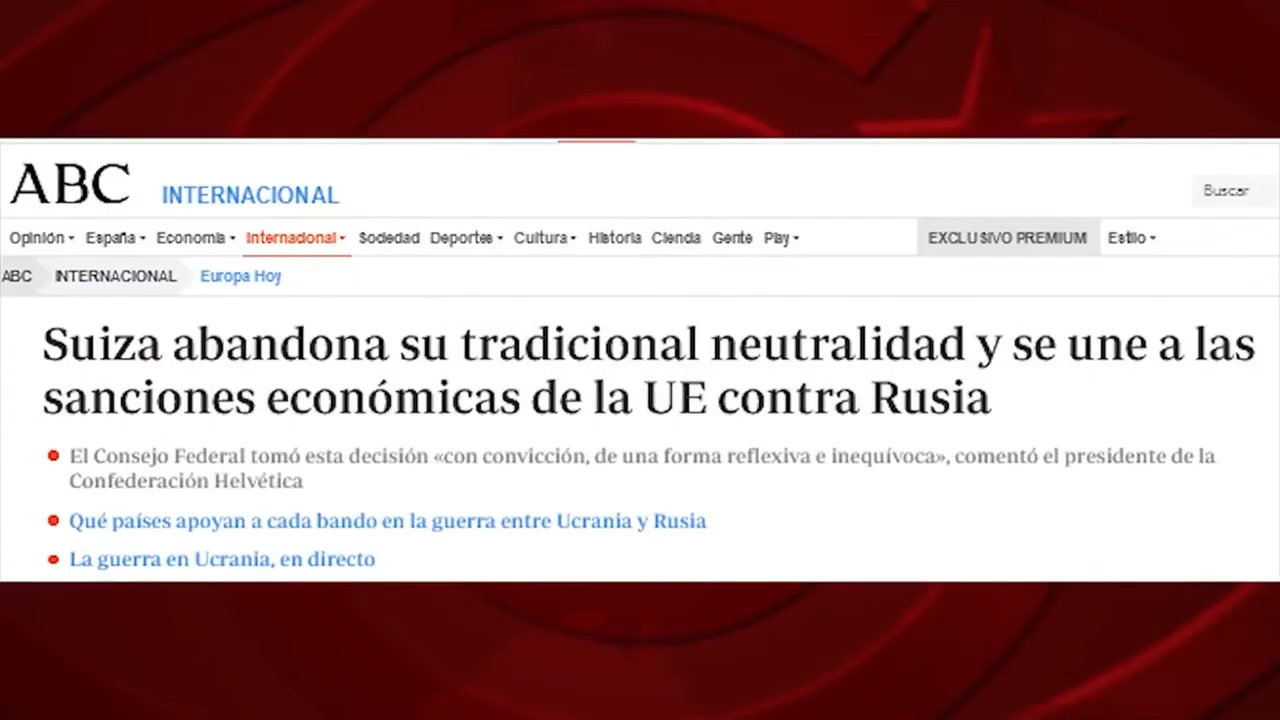 ABC INTERNACIONAL
Buscar
Opinión España Economía Internacional Sociedad Deportes Cultura Historia Ciencia Gente Play EXCLUSIVO PREMIUM Estilo
ABC INTERNACIONAL Europa Hoy
Suiza abandona su tradicional neutralidad y se une a las
sanciones económicas de la UE contra Rusia
El Consejo Federal tomó esta decisión «con convicción, de una forma reflexiva e inequívoca», comentó el presidente de la
Confederación Helvética
Qué países apoyan a cada bando en la guerra entre Ucrania y Rusia
La guerra en Ucrania, en directo